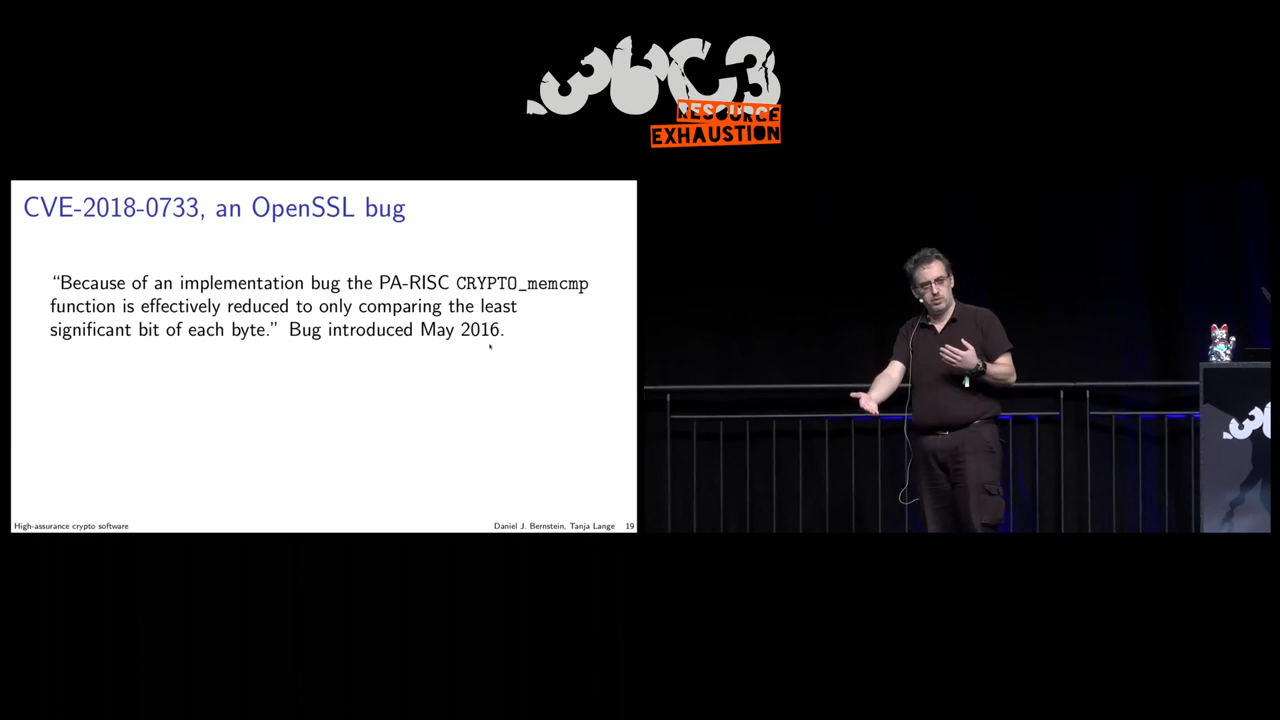 36C3
RESOURCE
EXHAUSTION
CVE-2018-0733, an OpenSSL bug
“Because of an implementation bug the PA-RISC CRYPTO_memcmp
function is effectively reduced to only comparing the least
significant bit of each byte.” Bug introduced May 2016.
High-assurance crypto software
Daniel J. Bernstein, Tanja Lange 19